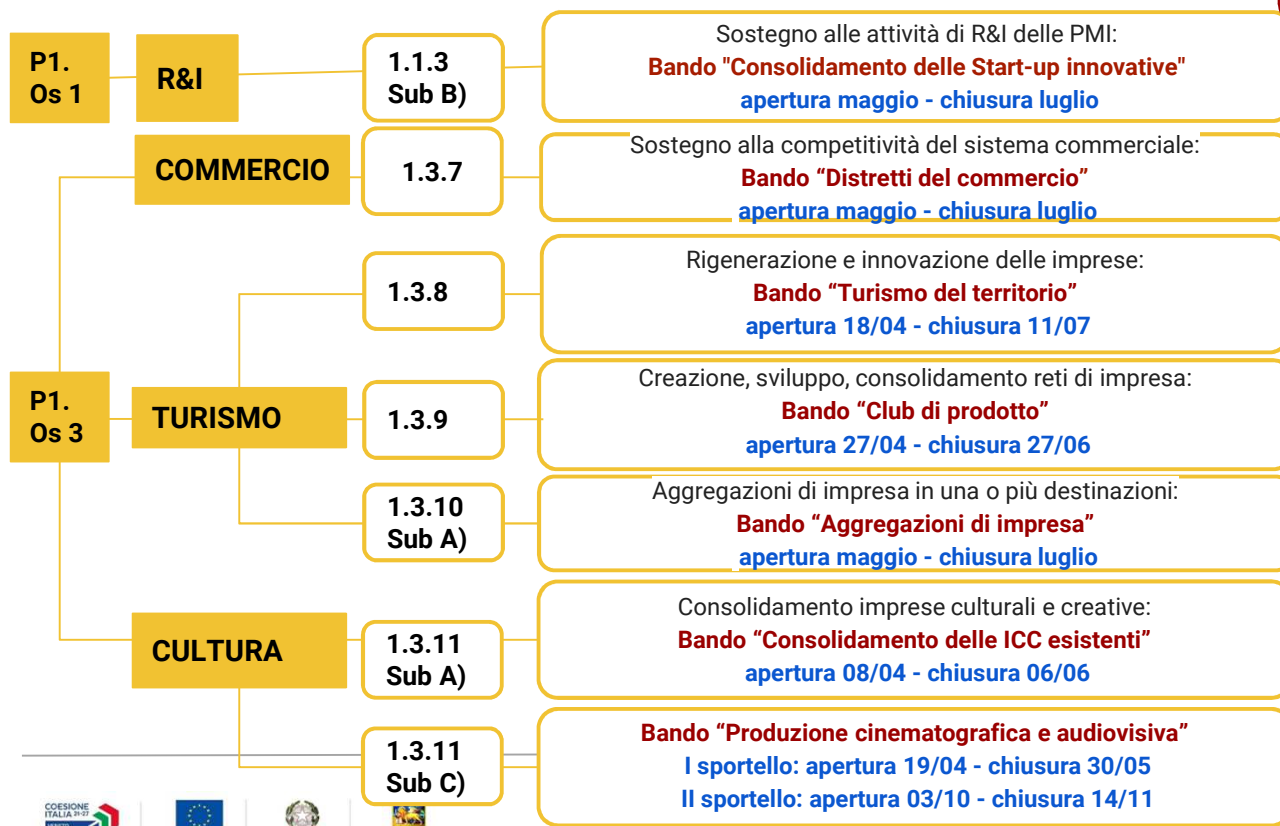 P1.
Os 1
R&I
1.1.3
Sub B)
Sostegno alle attività di R&I delle PMI:
Bando "Consolidamento delle Start-up innovative"
apertura maggio - chiusura luglio
COMMERCIO
1.3.7
Sostegno alla competitività del sistema commerciale:
Bando “Distretti del commercio”
apertura maggio - chiusura luglio
P1.
Os 3
TURISMO
1.3.8
Rigenerazione e innovazione delle imprese:
Bando “Turismo del territorio”
apertura 18/04 - chiusura 11/07
1.3.9
Creazione, sviluppo, consolidamento reti di impresa:
Bando “Club di prodotto”
apertura 27/04 - chiusura 27/06
1.3.10
Sub A)
Aggregazioni di impresa in una o più destinazioni:
Bando “Aggregazioni di impresa”
apertura maggio - chiusura luglio
CULTURA
1.3.11
Sub A)
Consolidamento imprese culturali e creative:
Bando “Consolidamento delle ICC esistenti”
apertura 08/04 - chiusura 06/06
1.3.11
Sub C)
Bando “Produzione cinematografica e audiovisiva”
I sportello: apertura 19/04 - chiusura 30/05
II sportello: apertura 03/10 - chiusura 14/11
COESIONE
ITALIA 21-27